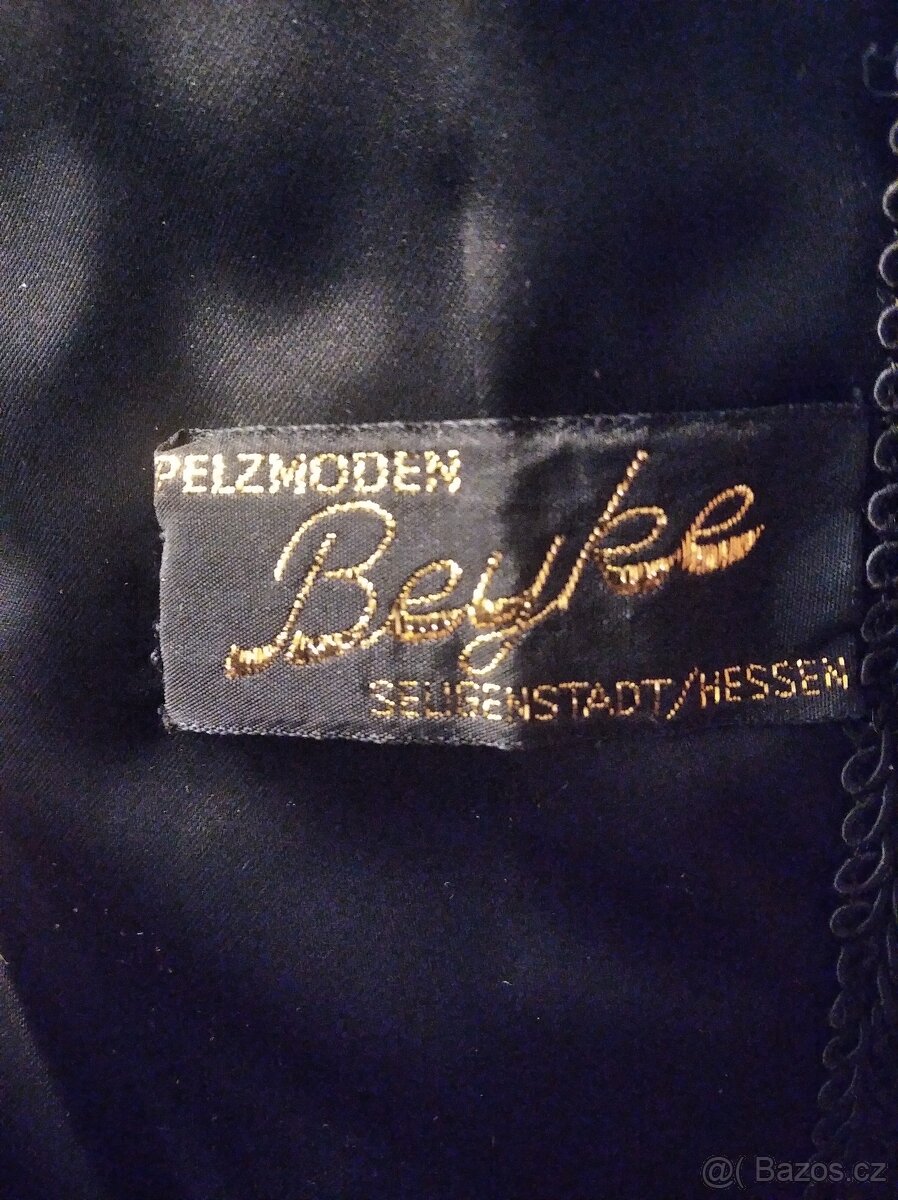 PELZMODEN
Beyke
SELIGENSTADT/HESSEN
@( Bazos.cz